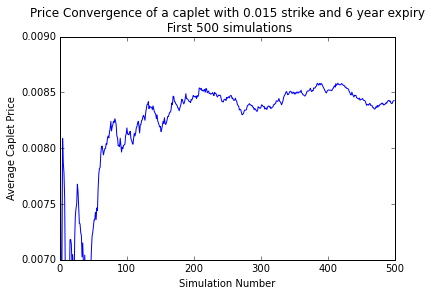 Price Convergence of a caplet with 0.015 strike and 6 year expiry
First 500 simulations
0.0090
0.0085
0.0080
0.0075
0.0070
Average Caplet Price
0 100 200 300 400 500
Simulation Number